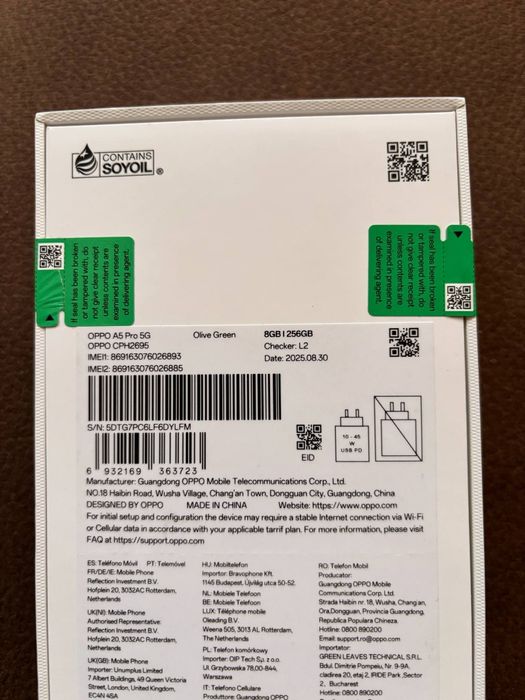 CONTAINS
SOYOIL®
If seal has been broken
or tampered with, do
not give clear receipt
unless contents are
examined in presence
of delivering agent.
If seal has been broken
or tampered with, do
not give clear receipt
unless contents are
examined in presence
of delivering agent.
OPPO A5 Pro 5G Olive Green 8GB | 256GB
OPPO CPH2695 Checker: L2
IMEI1: 869163076026893 Date: 2025.08.30
IMEI2: 869163076026885
S/N: 5DTG7PC6LF6DYLFM
6 932169 363723
EID
10 - 45
W
USB PD
Manufacturer: Guangdong OPPO Mobile Telecommunications Corp., Ltd.
NO.18 Haibin Road, Wusha Village, Chang'an Town, Dongguan City, Guangdong, China
DESIGNED BY OPPO MADE IN CHINA Website: https://www.oppo.com
For initial setup and configuration the device may require a stable Internet connection via Wi-Fi
or Cellular data in accordance with your applicable tarrif plan. For more information, please visit
FAQ at https://support.oppo.com
ES: Teléfono Móvil PT: Telemóvel
FR/DE/IE: Mobile Phone
Reflection Investment B.V.
Hofplein 20, 3032AC Rotterdam,
Netherlands
UK(NI): Mobile Phone
Authorised Representative:
Reflection Investment B.V.
Hofplein 20, 3032AC Rotterdam,
Netherlands
UK(GB): Mobile Phone
Importer: Unumplus Limited
7 Albert Buildings, 49 Queen Victoria
Street, London, United Kingdom,
EC4N 4SA
HU: Mobiltelefon
Importer: Bravophone Kft.
1145 Budapest, Újvilág utca 50-52.
NL: Mobiele Telefoon
BE: Mobiele Telefoon
LUX: Téléphone mobile
Oleading B.V.
Weena 505, 3013 AL Rotterdam,
The Netherlands
PL: Telefon komórkowy
Importer: OIP Tech Sp. z o.o.
Ul. Grzybowska 78/300,
Warszawa
IT: Telefono Cellulare
Produttore: Guangdong OPPO
RO: Telefon Mobil
Producator:
Guangdong OPPO Mobile
Communications Corp. Ltd.
Strada Haibin nr. 18, Wusha, Chang an,
Ora,Dongguan, Provincia Guangdong,
Republica Populara Chineza.
Hotline: 0800 890200
Email: support.ro@oppo.com
Importator:
GREEN LEAVES TECHNICAL S.R.L.
Bdul. Dimitrie Pompeiu, Nr. 9-9A.
cladirea 20, etaj 2, IRIDE Park ,Sector
2, Bucharest
Hotline: 0800 890200